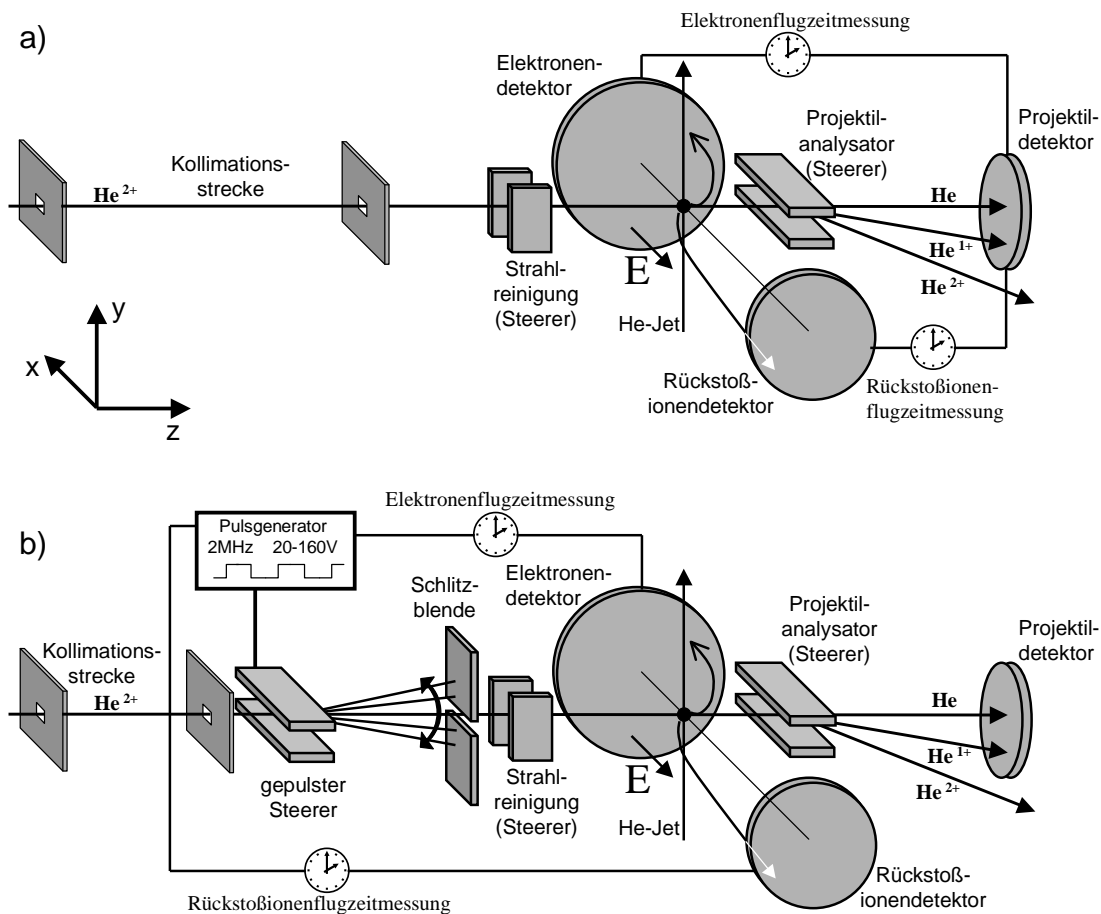 a)
Elektronenflugzeitmessung
Elektronen-
detektor
Projektil-
analysator
(Steerer)
Projektil-
detektor
Kollimations-
strecke
He 2+
He
He 1+
He 2+
Strahl-
reinigung
(Steerer)
E
He-Jet
Rückstoß-
ionendetektor
Rückstoßionen-
flugzeitmessung
y
x
z
b)
Elektronenflugzeitmessung
Pulsgenerator
2MHz 20-160V
Schlitz-
blende
Elektronen-
detektor
Projektil-
analysator
(Steerer)
Projektil-
detektor
Kollimations-
strecke
He 2+
He
He 1+
He 2+
gepulster
Steerer
Strahl-
reinigung
(Steerer)
E
He-Jet
Rückstoß-
ionendetektor
Rückstoßionenflugzeitmessung